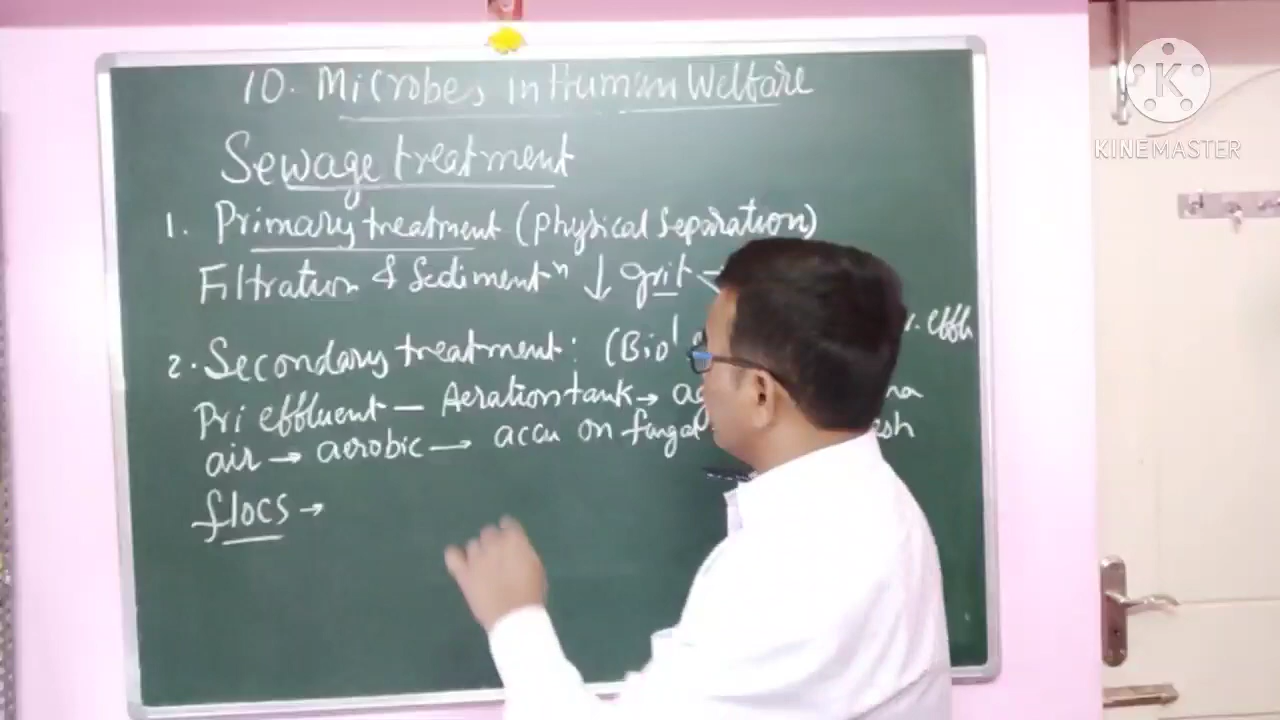 10. Microbes in Human Welfare
Sewage treatment
1. Primary treatment (Physical Separation)
Filtration & Sedimentⁿ ↓ grit
2. Secondary treatment: (Biol
Pri effluent — Aeration tank →
air → aerobic → accu on fungal
flocs →
K
KINEMASTER